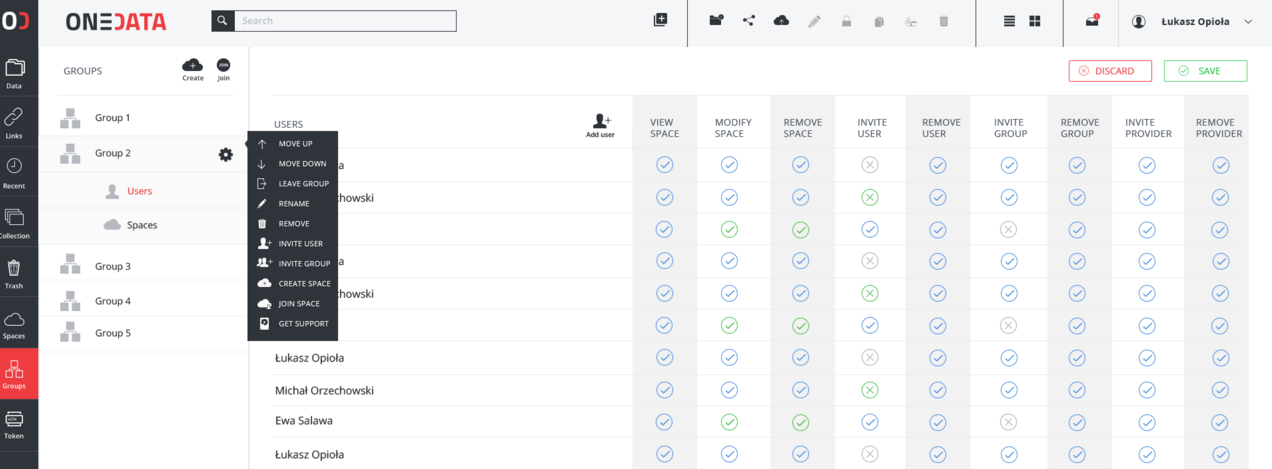 ONEDATA
Search
1
Łukasz Opioła
Data
Links
Recent
Collection
Trash
Spaces
Groups
Token
GROUPS
Create
JOIN
Join
Group 1
Group 2
Users
Spaces
Group 3
Group 4
Group 5
MOVE UP
MOVE DOWN
LEAVE GROUP
RENAME
REMOVE
INVITE USER
INVITE GROUP
CREATE SPACE
JOIN SPACE
GET SUPPORT
DISCARD
SAVE
USERS
Add user
VIEW
SPACE
MODIFY
SPACE
REMOVE
SPACE
INVITE
USER
REMOVE
USER
INVITE
GROUP
REMOVE
GROUP
INVITE
PROVIDER
REMOVE
PROVIDER
a
chowski
a
chowski
Łukasz Opioła
Michał Orzechowski
Ewa Salawa
Łukasz Opioła